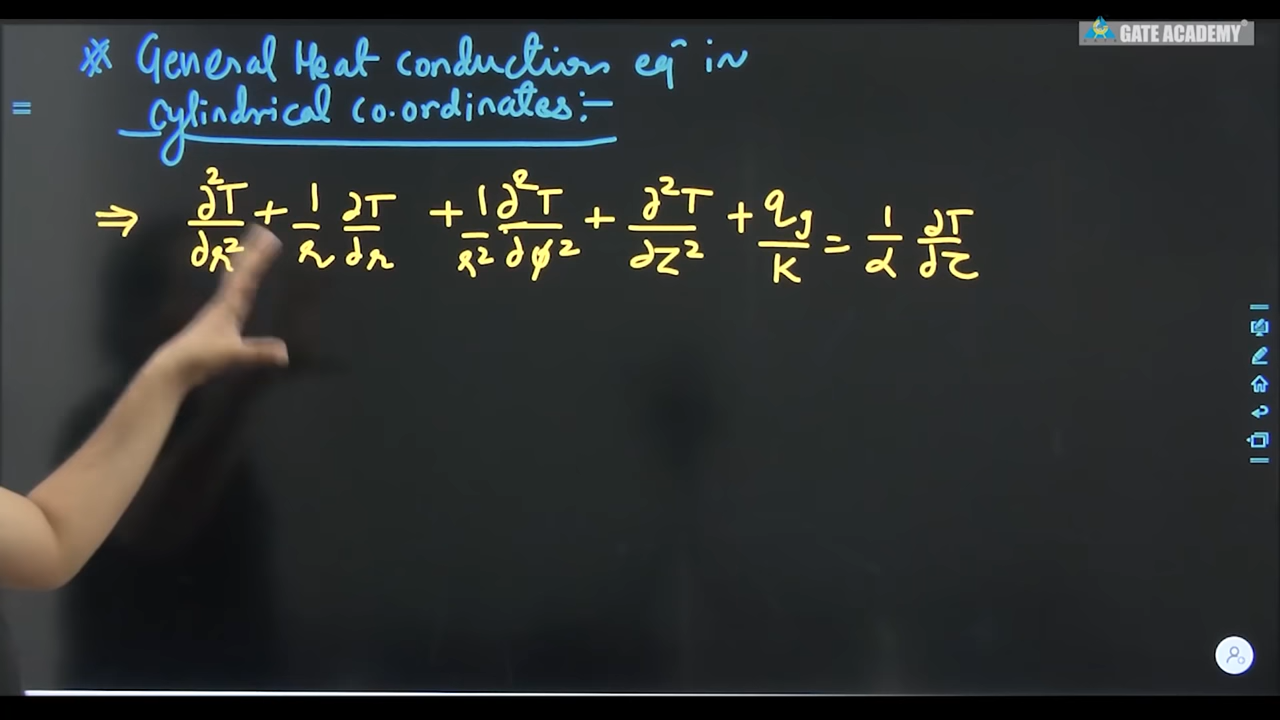 GATE ACADEMY
* General Heat conduction eqⁿ in
cylindrical co.ordinates:-
⇒ ∂²T/∂r² + 1/r ∂T/∂r + 1/r² ∂²T/∂φ² + ∂²T/∂z² + qg/K = 1/α ∂T/∂τ